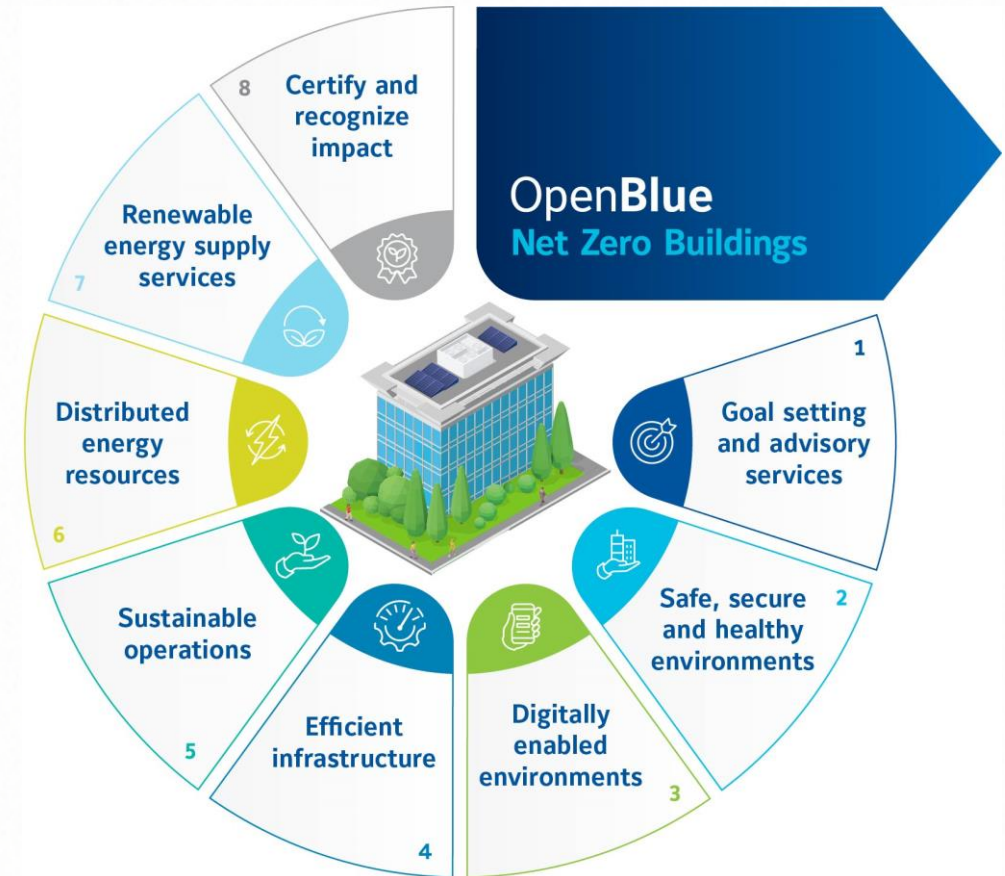 OpenBlue
Net Zero Buildings
1
Goal setting
and advisory
services
2
Safe, secure
and healthy
environments
3
Digitally
enabled
environments
4
Efficient
infrastructure
5
Sustainable
operations
6
Distributed
energy
resources
7
Renewable
energy supply
services
8
Certify and
recognize
impact